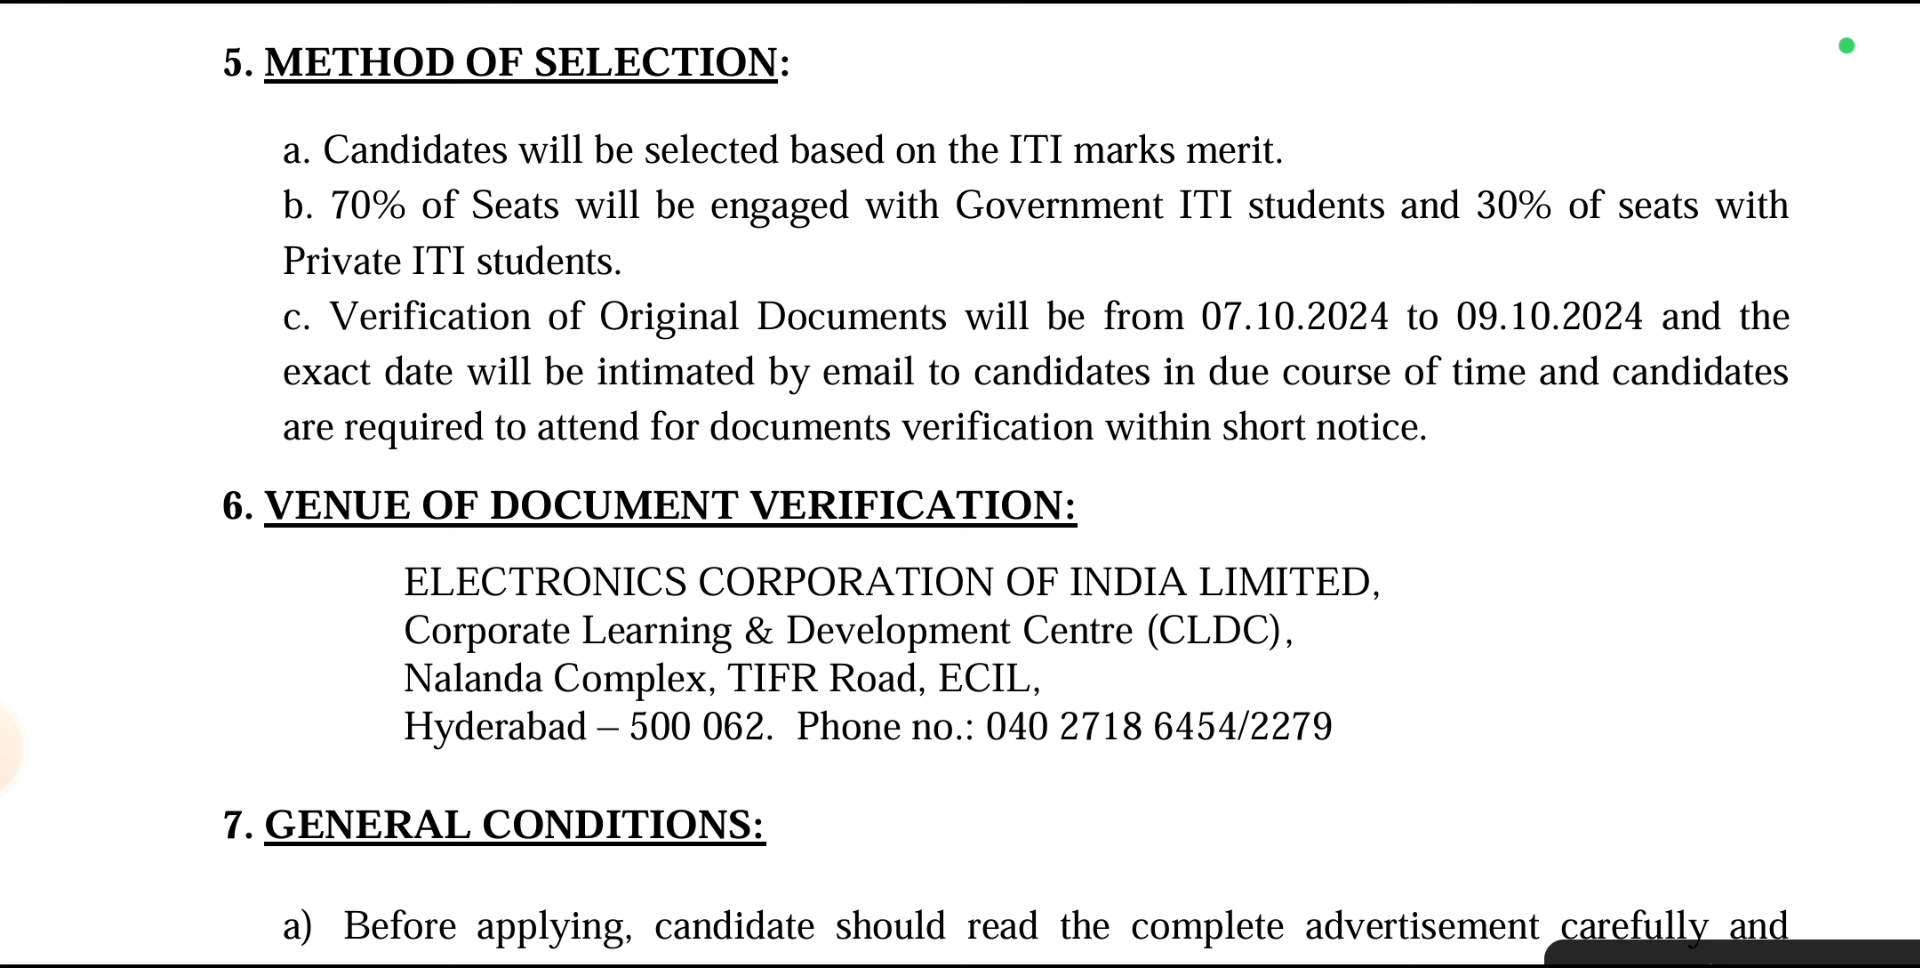 5. METHOD OF SELECTION:
a. Candidates will be selected based on the ITI marks merit.
b. 70% of Seats will be engaged with Government ITI students and 30% of seats with
Private ITI students.
c. Verification of Original Documents will be from 07.10.2024 to 09.10.2024 and the
exact date will be intimated by email to candidates in due course of time and candidates
are required to attend for documents verification within short notice.
6. VENUE OF DOCUMENT VERIFICATION:
ELECTRONICS CORPORATION OF INDIA LIMITED,
Corporate Learning & Development Centre (CLDC),
Nalanda Complex, TIFR Road, ECIL,
Hyderabad – 500 062. Phone no.: 040 2718 6454/2279
7. GENERAL CONDITIONS:
a) Before applying, candidate should read the complete advertisement carefully and